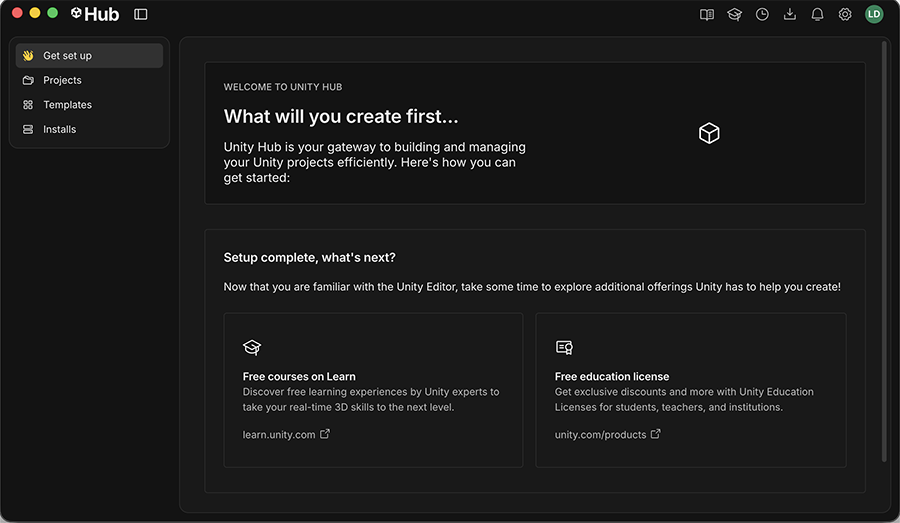 Hub
LD
Get set up
Projects
Templates
Installs
WELCOME TO UNITY HUB
What will you create first...
Unity Hub is your gateway to building and managing
your Unity projects efficiently. Here's how you can
get started:
Setup complete, what's next?
Now that you are familiar with the Unity Editor, take some time to explore additional offerings Unity has to help you create!
Free courses on Learn
Discover free learning experiences by Unity experts to
take your real-time 3D skills to the next level.
learn.unity.com
Free education license
Get exclusive discounts and more with Unity Education
Licenses for students, teachers, and institutions.
unity.com/products